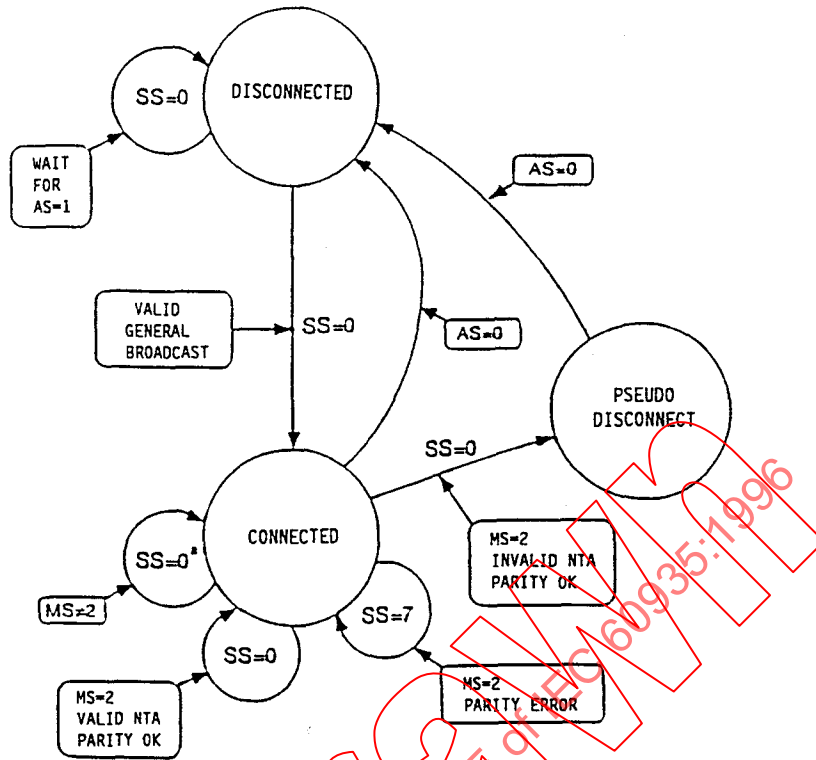 DISCONNECTED
SS=0
WAIT
FOR
AS=1
AS=0
VALID
GENERAL
BROADCAST
SS=0
AS=0
PSEUDO
DISCONNECT
SS=0
CONNECTED
MS=2
INVALID NTA
PARITY OK
SS=0*
MS≠2
SS=7
SS=0
MS=2
PARITY ERROR
MS=2
VALID NTA
PARITY OK
of IEC 60935:1996